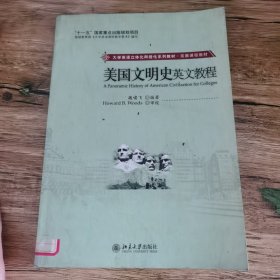 “十一五”国家重点出版规划项目
大学英语立体化网络化系列教材·拓展课程教材
美国文明史英文教程
A Panoramic History of American Civilization for Colleges
编著
Howard B. Woods 审校
北京大学出版社